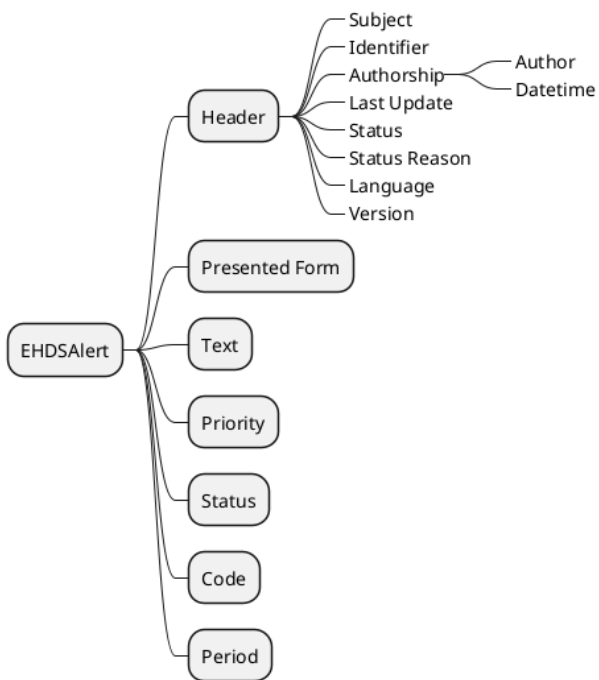 EHDSAlert
Header
Subject
Identifier
Authorship
Author
Datetime
Last Update
Status
Status Reason
Language
Version
Presented Form
Text
Priority
Status
Code
Period